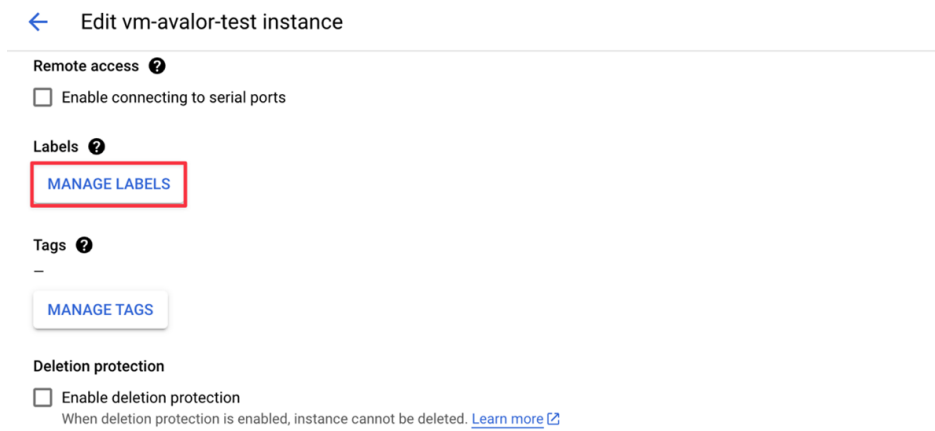 Edit vm-avalor-test instance
Remote access
Enable connecting to serial ports
Labels
MANAGE LABELS
Tags
—
MANAGE TAGS
Deletion protection
Enable deletion protection
When deletion protection is enabled, instance cannot be deleted. Learn more